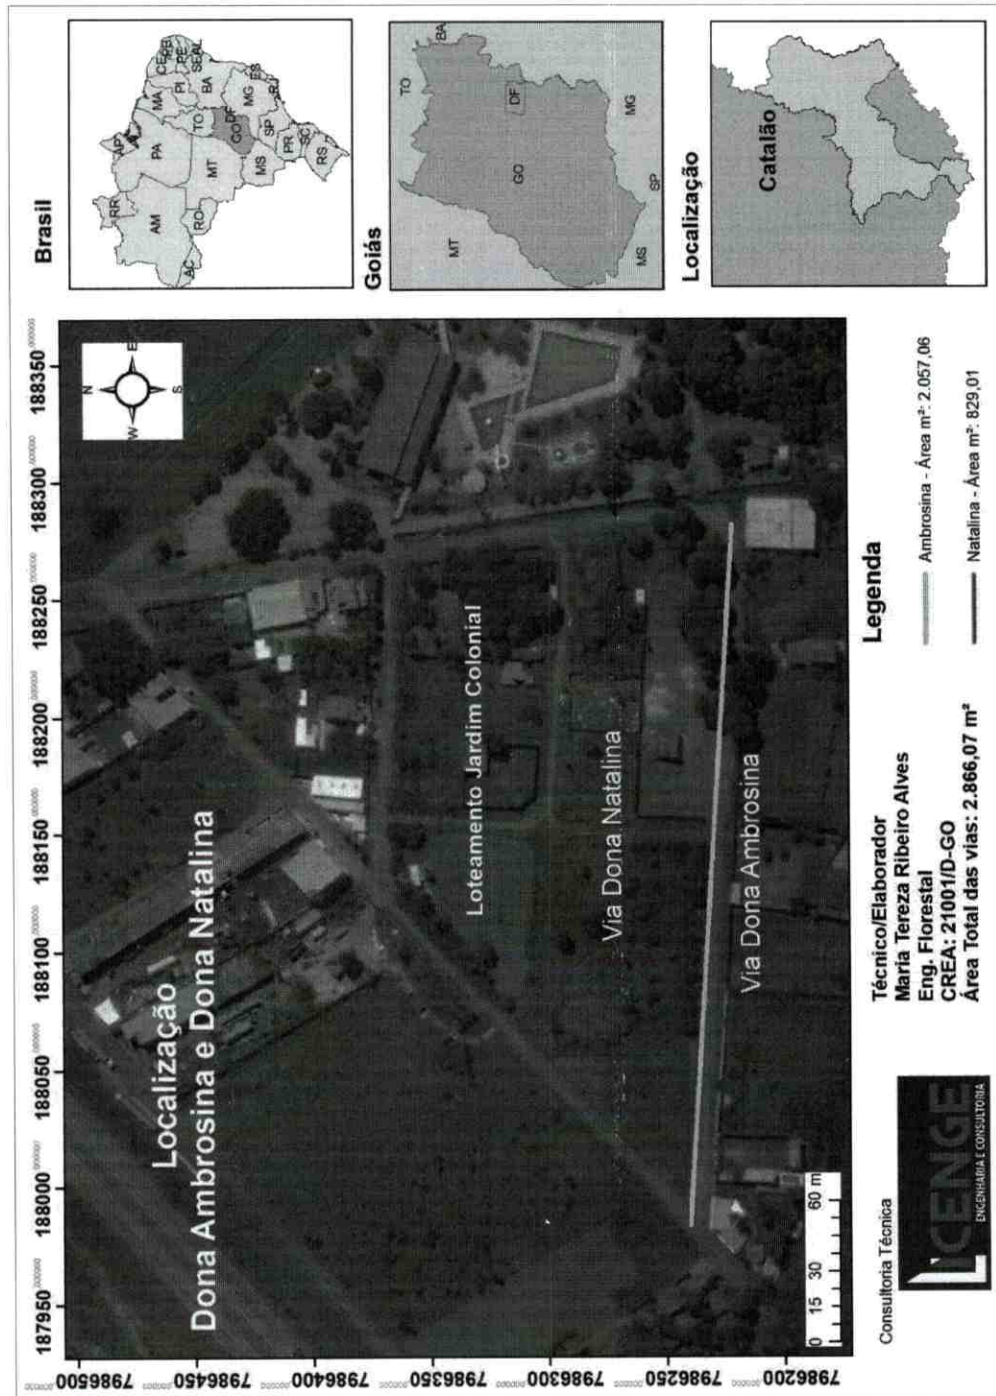 187950
188000
188050
188100
188150
188200
188250
188300
188350
7986500
7986450
7986400
7986350
7986300
7986250
7986200
Localização
Dona Ambrosina e Dona Natalina
N
W
E
S
Loteamento Jardim Colonial
Via Dona Natalina
Via Dona Ambrosina
0 15 30 60 m
Brasil
RR
AP
AM
PA
MA
CE
PB
PE
PI
SE
AL
AC
RO
TO
BA
MT
DF
GO
MG
ES
MS
SP
RJ
PR
SC
RS
Goiás
TO
BA
MT
GO
DF
MG
MS
SP
Localização
Catalão
Consultoria Técnica
LICENGE
ENGENHARIA E CONSULTORIA
Técnico/Elaborador
Maria Tereza Ribeiro Alves
Eng. Florestal
CREA: 21001/D-GO
Área Total das vias: 2.866,07 m²
Legenda
Ambrosina - Área m²: 2.057,06
Natalina - Área m²: 829,01